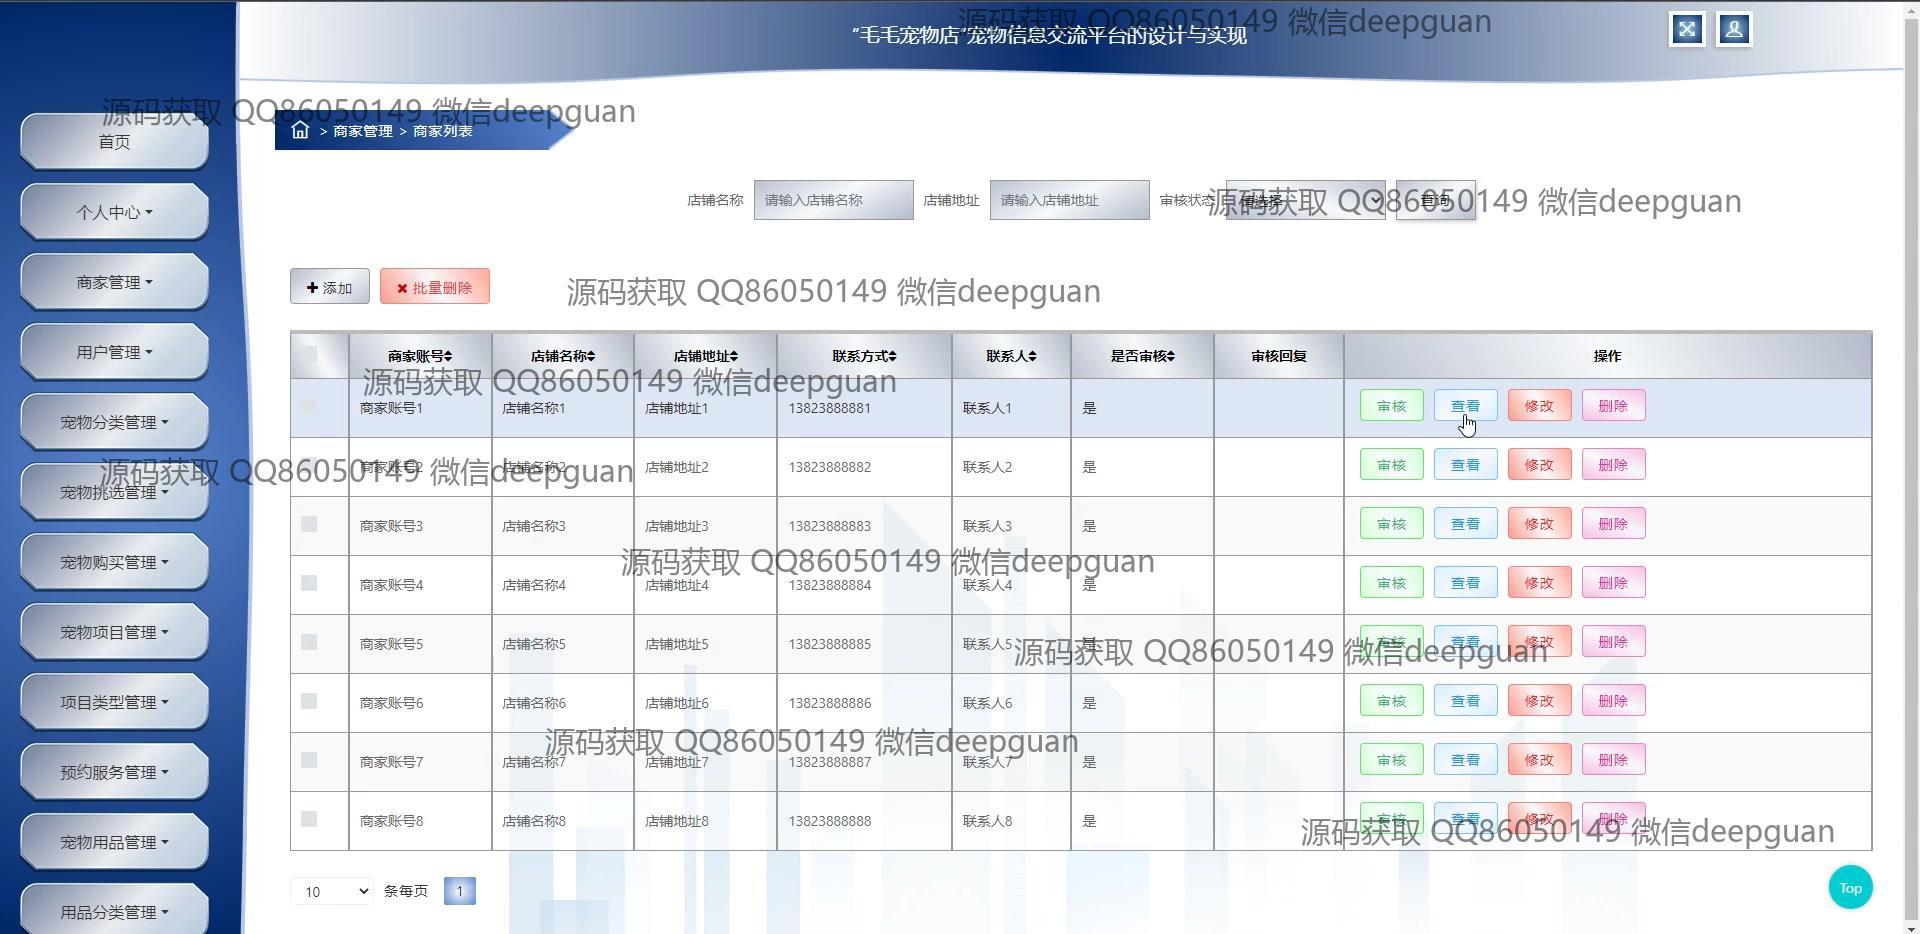 “毛毛宠物店”宠物信息交流平台的设计与实现
源码获取 QQ86050149 微信deepguan
源码获取 QQ86050149 微信deepguan
首页
个人中心
商家管理
用户管理
宠物分类管理
宠物挑选管理
宠物购买管理
宠物项目管理
项目类型管理
预约服务管理
宠物用品管理
用品分类管理
> 商家管理 > 商家列表
店铺名称 请输入店铺名称 店铺地址 请输入店铺地址 审核状态 请选择 查询
源码获取 QQ86050149 微信deepguan
添加 批量删除
源码获取 QQ86050149 微信deepguan
商家账号 店铺名称 店铺地址 联系方式 联系人 是否审核 审核回复 操作
源码获取 QQ86050149 微信deepguan
商家账号1 店铺名称1 店铺地址1 13823888881 联系人1 是 审核 查看 修改 删除
商家账号2 店铺名称2 店铺地址2 13823888882 联系人2 是 审核 查看 修改 删除
源码获取 QQ86050149 微信deepguan
商家账号3 店铺名称3 店铺地址3 13823888883 联系人3 是 审核 查看 修改 删除
源码获取 QQ86050149 微信deepguan
商家账号4 店铺名称4 店铺地址4 13823888884 联系人4 是 审核 查看 修改 删除
商家账号5 店铺名称5 店铺地址5 13823888885 联系人5 是 审核 查看 修改 删除
源码获取 QQ86050149 微信deepguan
商家账号6 店铺名称6 店铺地址6 13823888886 联系人6 是 审核 查看 修改 删除
源码获取 QQ86050149 微信deepguan
商家账号7 店铺名称7 店铺地址7 13823888887 联系人7 是 审核 查看 修改 删除
商家账号8 店铺名称8 店铺地址8 13823888888 联系人8 是 审核 查看 修改 删除
源码获取 QQ86050149 微信deepguan
10 条每页 1
Top